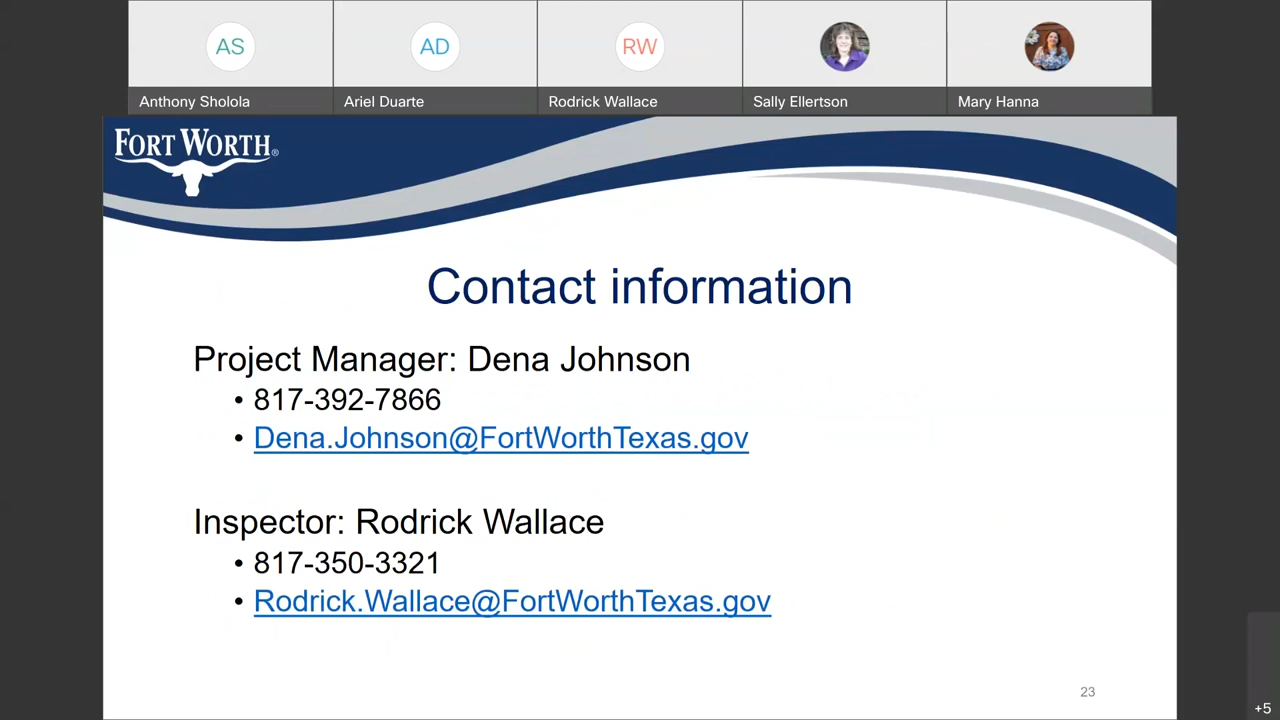 AS
AD
RW
Anthony Sholola
Ariel Duarte
Rodrick Wallace
Sally Ellertson
Mary Hanna
FORT WORTH®
Contact information
Project Manager: Dena Johnson
• 817-392-7866
• Dena.Johnson@FortWorthTexas.gov
Inspector: Rodrick Wallace
• 817-350-3321
• Rodrick.Wallace@FortWorthTexas.gov
23
+5